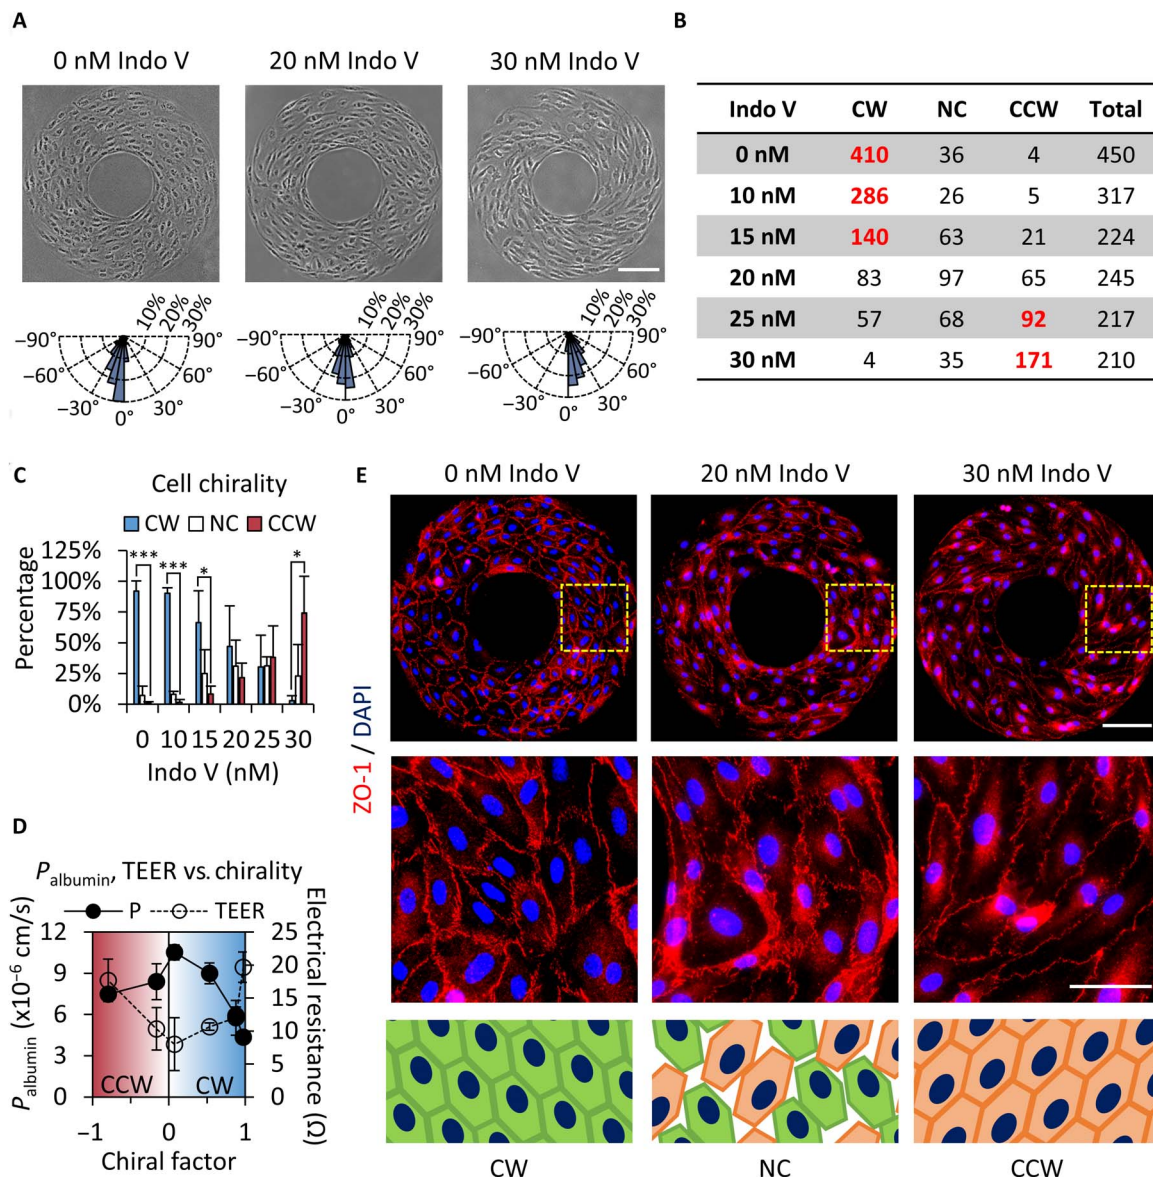 A
0 nM Indo V
20 nM Indo V
30 nM Indo V
−90° 10% 20% 30% 90°
−60° 60°
−30° 30°
0°
−90° 10% 20% 30% 90°
−60° 60°
−30° 30°
0°
−90° 10% 20% 30% 90°
−60° 60°
−30° 30°
0°
B
Indo V CW NC CCW Total
0 nM 410 36 4 450
10 nM 286 26 5 317
15 nM 140 63 21 224
20 nM 83 97 65 245
25 nM 57 68 92 217
30 nM 4 35 171 210
C
Cell chirality
CW NC CCW
Percentage
125%
100%
75%
50%
25%
0%
*** *** * *
0 10 15 20 25 30
Indo V (nM)
D
Palbumin, TEER vs. chirality
P TEER
Palbumin (x10−6 cm/s)
12
9
6
3
0
25
20
15
10
5
0
Electrical resistance (Ω)
CCW CW
−1 0 1
Chiral factor
E
0 nM Indo V
20 nM Indo V
30 nM Indo V
ZO-1 / DAPI
CW
NC
CCW